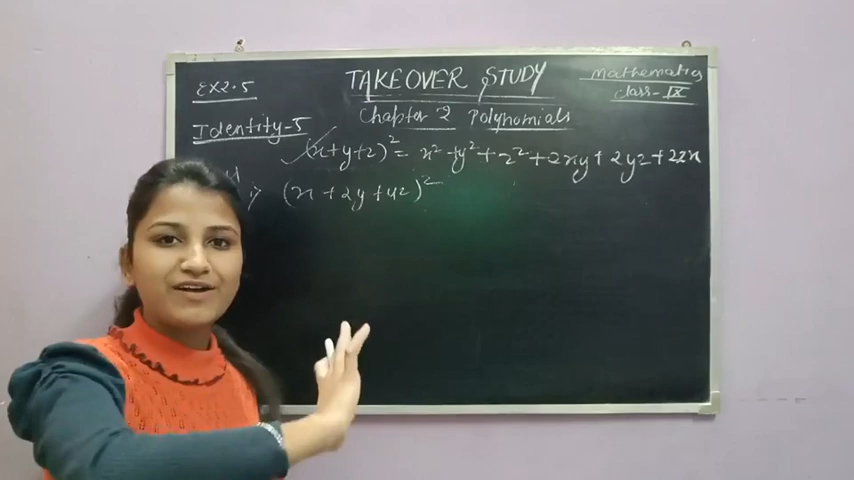 EX2.5
TAKEOVER STUDY
Mathematics
Class-IX
Chapter 2 Polynomials
Identity-5
(x+y+z)² = x²+y²+z²+2xy+2yz+2zx
(x+2y+4z)²